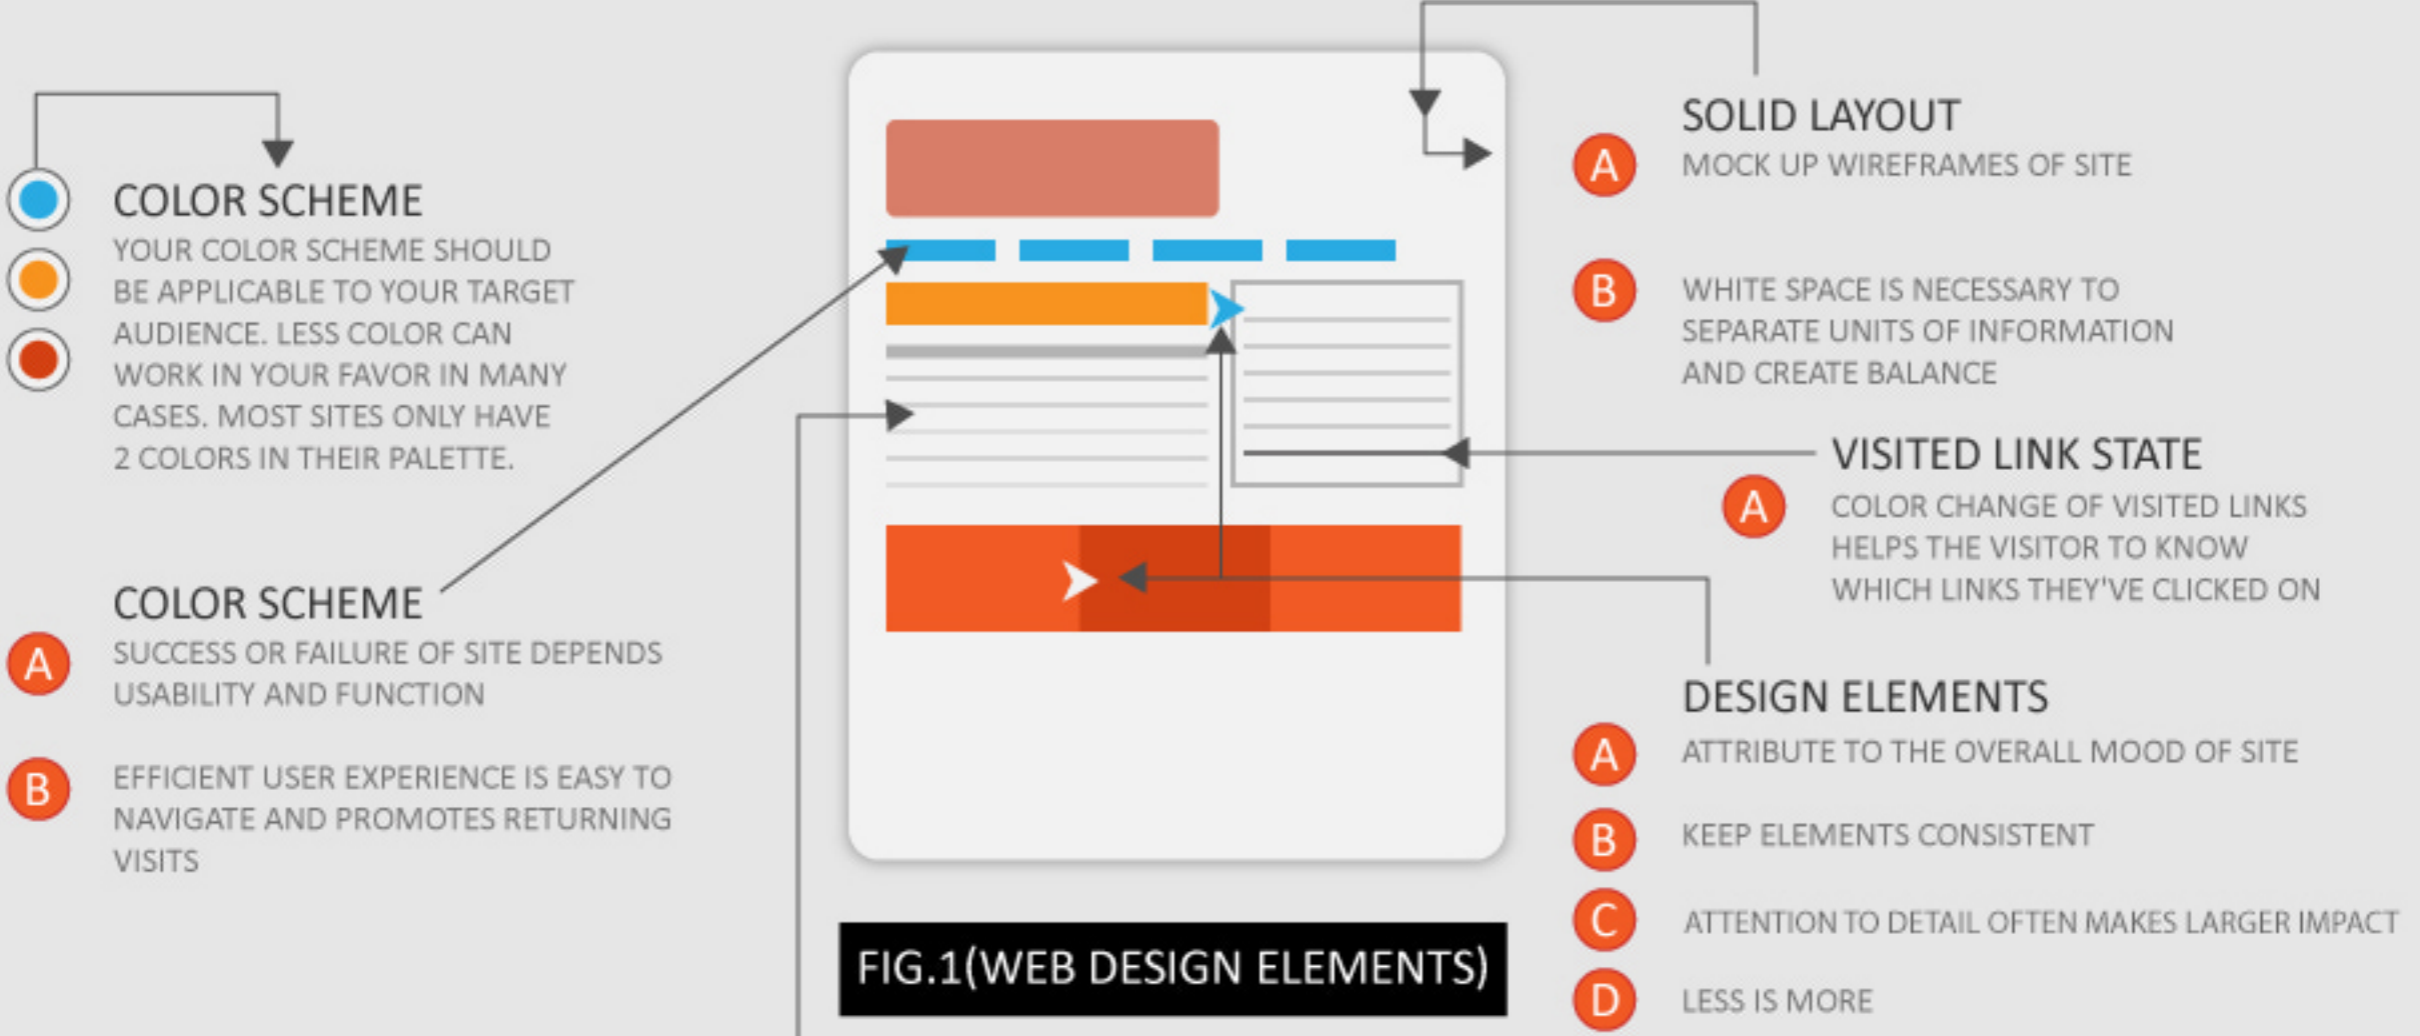 COLOR SCHEME
YOUR COLOR SCHEME SHOULD
BE APPLICABLE TO YOUR TARGET
AUDIENCE. LESS COLOR CAN
WORK IN YOUR FAVOR IN MANY
CASES. MOST SITES ONLY HAVE
2 COLORS IN THEIR PALETTE.
COLOR SCHEME
A
SUCCESS OR FAILURE OF SITE DEPENDS
USABILITY AND FUNCTION
B
EFFICIENT USER EXPERIENCE IS EASY TO
NAVIGATE AND PROMOTES RETURNING
VISITS
FIG.1(WEB DESIGN ELEMENTS)
SOLID LAYOUT
A
MOCK UP WIREFRAMES OF SITE
B
WHITE SPACE IS NECESSARY TO
SEPARATE UNITS OF INFORMATION
AND CREATE BALANCE
VISITED LINK STATE
A
COLOR CHANGE OF VISITED LINKS
HELPS THE VISITOR TO KNOW
WHICH LINKS THEY'VE CLICKED ON
DESIGN ELEMENTS
A
ATTRIBUTE TO THE OVERALL MOOD OF SITE
B
KEEP ELEMENTS CONSISTENT
C
ATTENTION TO DETAIL OFTEN MAKES LARGER IMPACT
D
LESS IS MORE